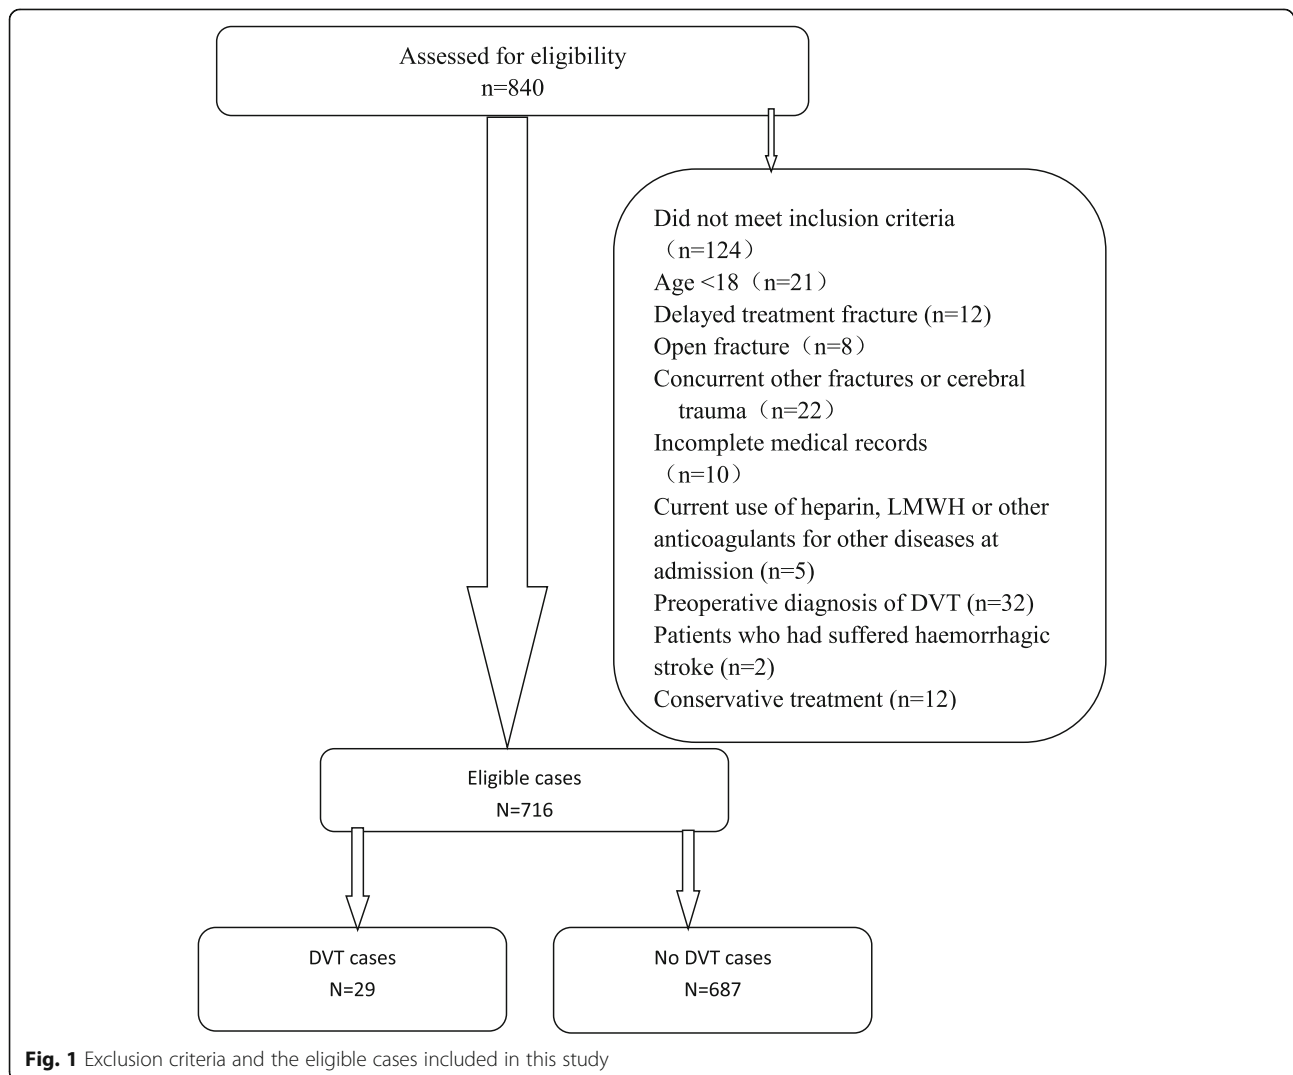 Assessed for eligibility
n=840
Did not meet inclusion criteria
（n=124）
Age <18（n=21）
Delayed treatment fracture (n=12)
Open fracture（n=8）
Concurrent other fractures or cerebral
trauma（n=22）
Incomplete medical records
（n=10）
Current use of heparin, LMWH or other
anticoagulants for other diseases at
admission (n=5)
Preoperative diagnosis of DVT (n=32)
Patients who had suffered haemorrhagic
stroke (n=2)
Conservative treatment (n=12)
Eligible cases
N=716
DVT cases
N=29
No DVT cases
N=687
Fig. 1 Exclusion criteria and the eligible cases included in this study